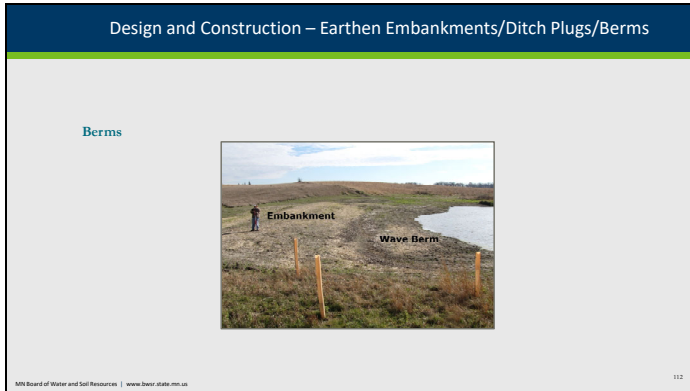 Design and Construction – Earthen Embankments/Ditch Plugs/Berms
Berms
Embankment
Wave Berm
MN Board of Water and Soil Resources | www.bwsr.state.mn.us
112